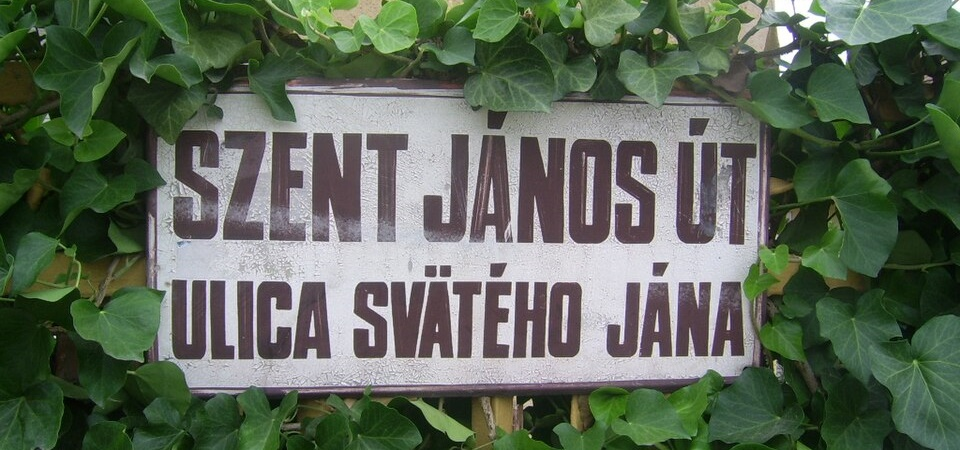 SZENT JÁNOS ÚT
ULICA SVÄTÉHO JÁNA